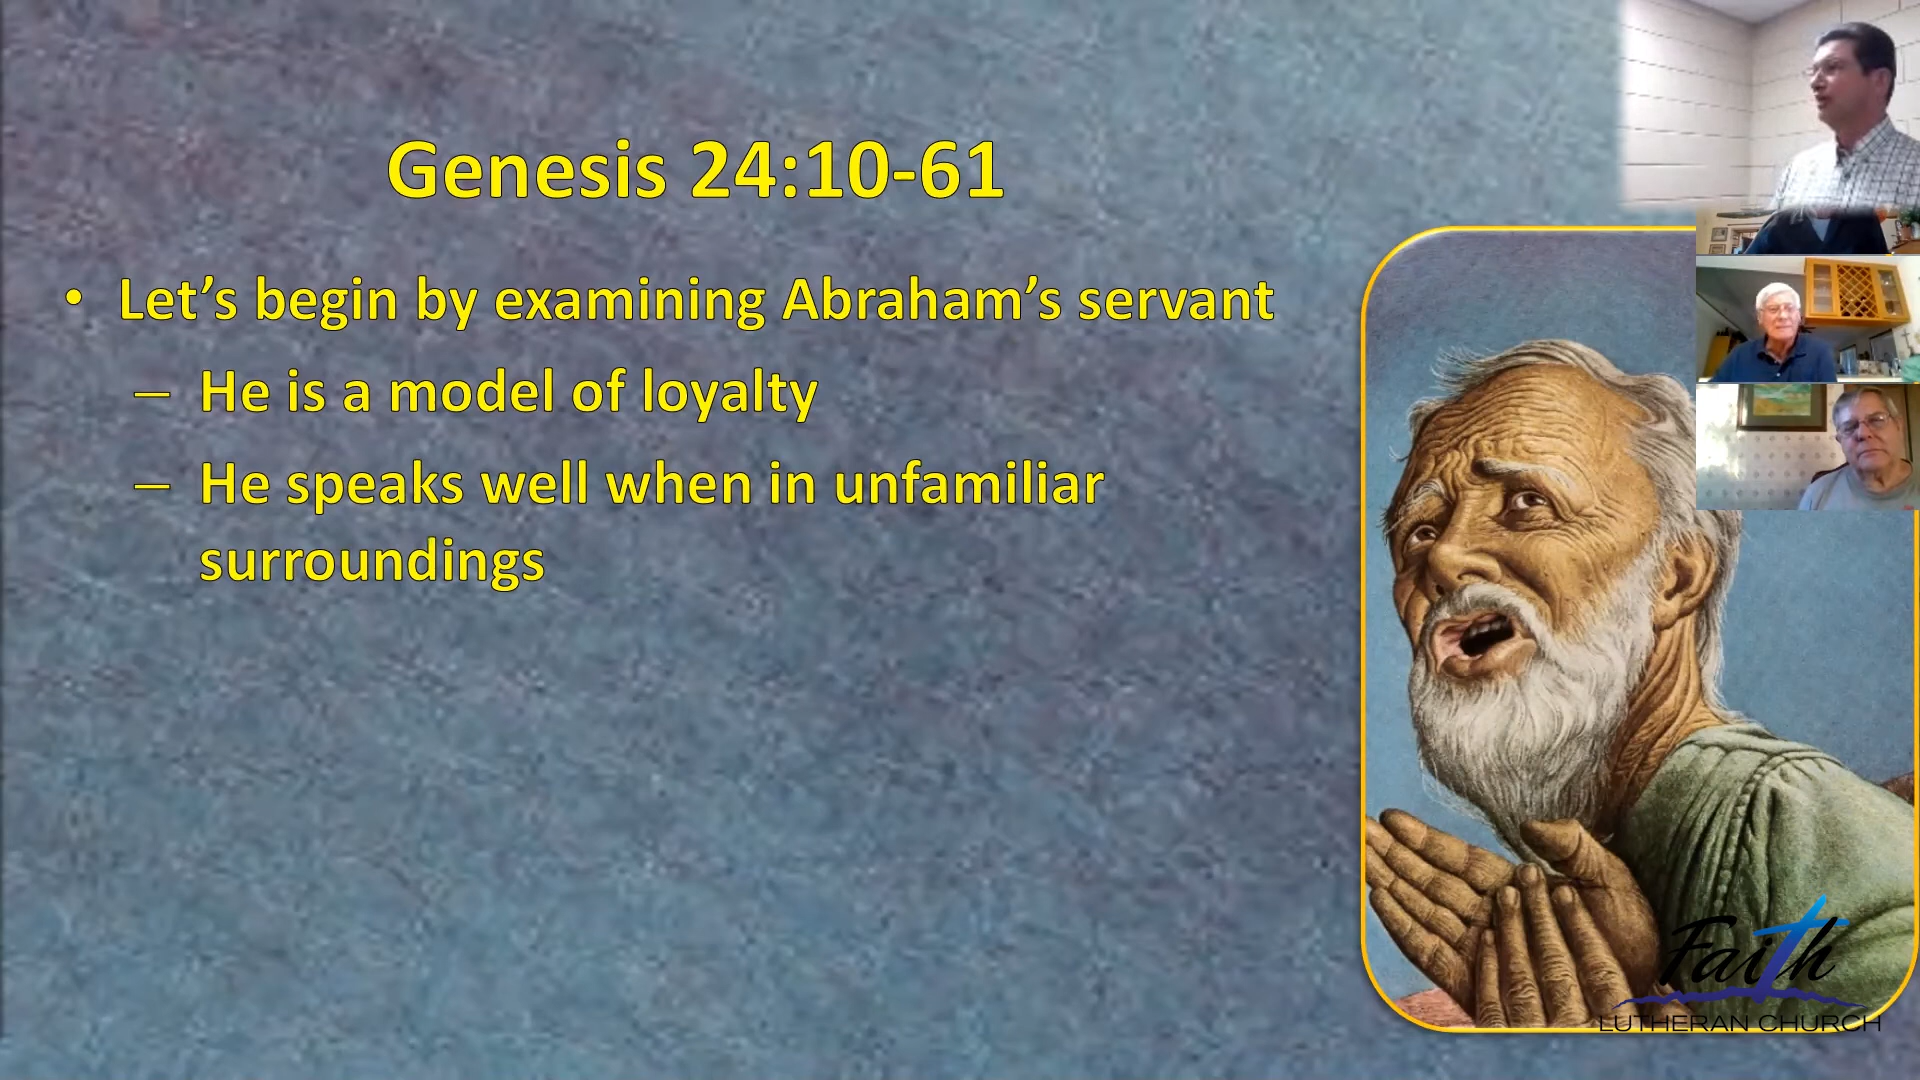 Genesis 24:10-61
• Let’s begin by examining Abraham’s servant
– He is a model of loyalty
– He speaks well when in unfamiliar
surroundings
Faith
LUTHERAN CHURCH